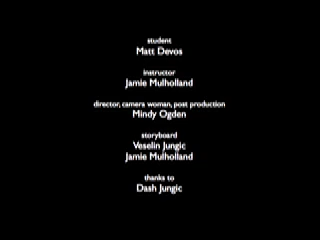 student
Matt Devos
instructor
Jamie Mulholland
director, camera woman, post production
Mindy Ogden
storyboard
Veselin Jungic
Jamie Mulholland
thanks to
Dash Jungic